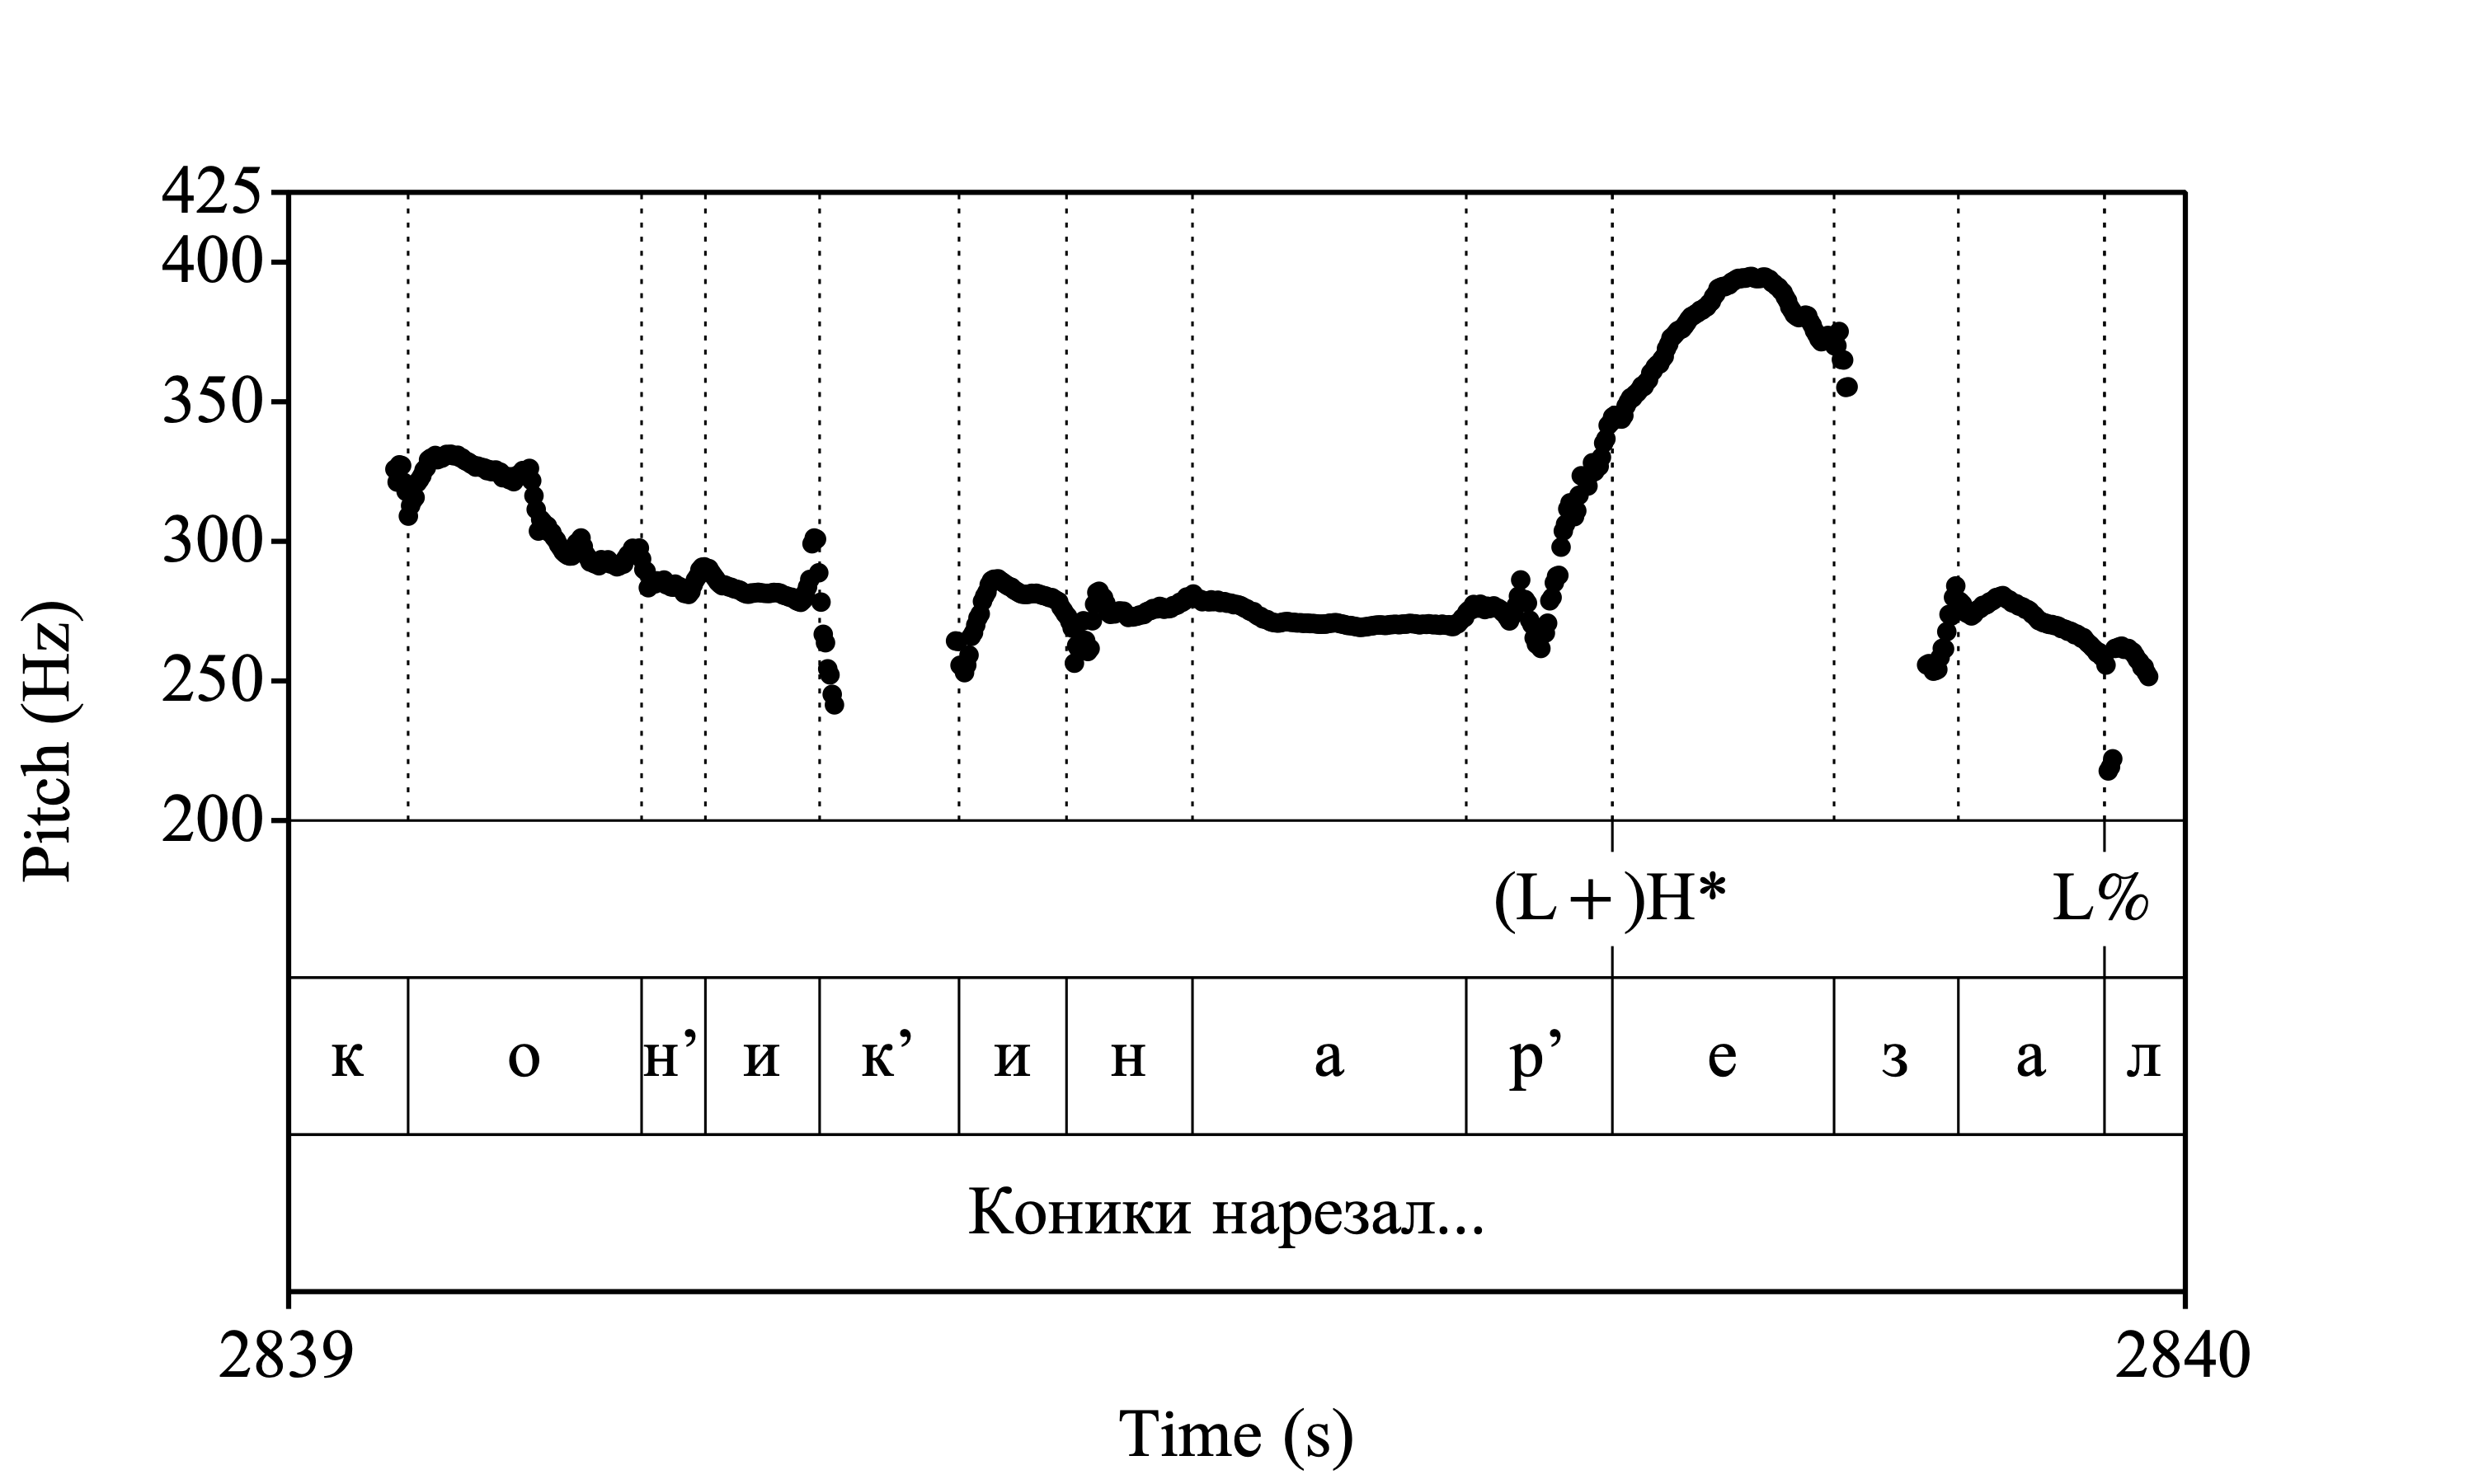 425
400
350
300
250
200
Pitch (Hz)
(L+)H* L%
к о н’ и к’ и н а р’ е з а л
Коники нарезал...
2839 2840
Time (s)